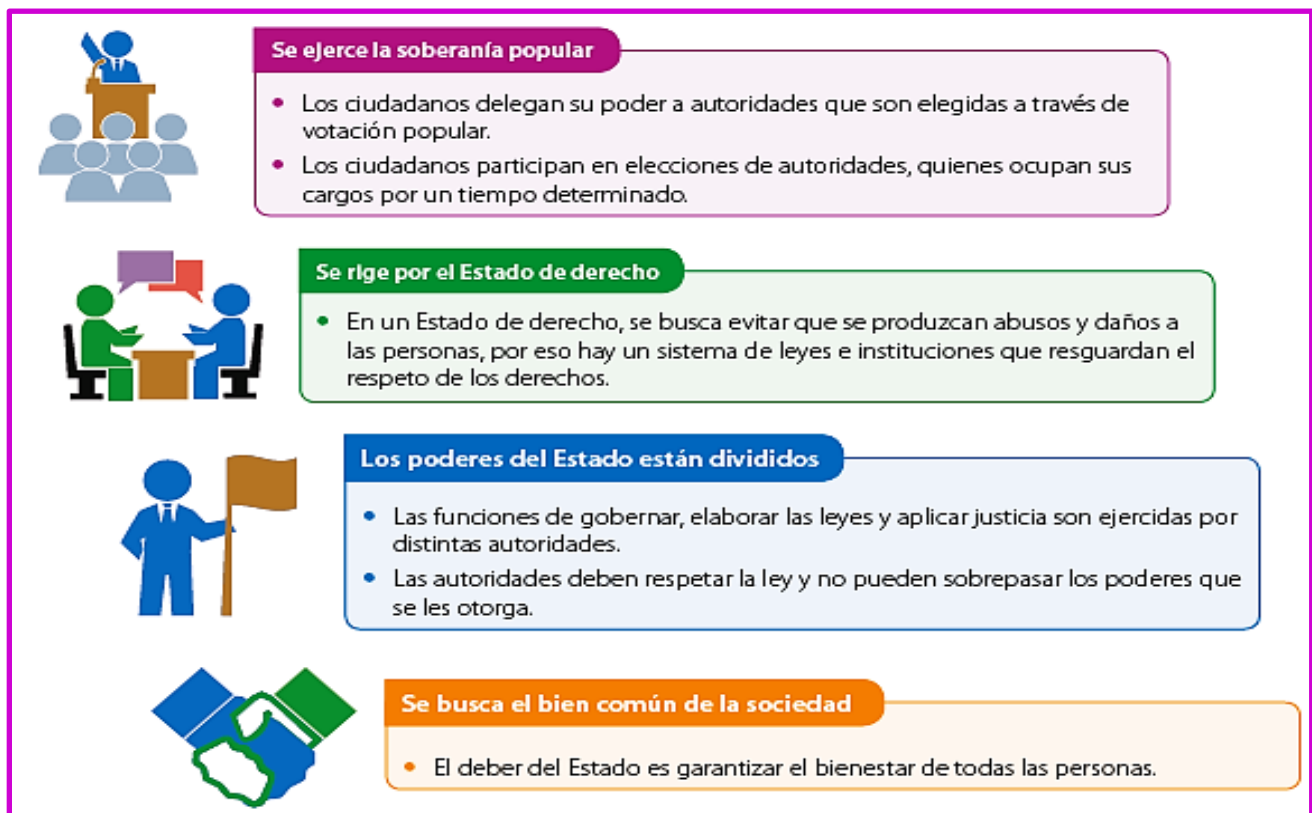 Se ejerce la soberanía popular
• Los ciudadanos delegan su poder a autoridades que son elegidas a través de
votación popular.
• Los ciudadanos participan en elecciones de autoridades, quienes ocupan sus
cargos por un tiempo determinado.
Se rige por el Estado de derecho
• En un Estado de derecho, se busca evitar que se produzcan abusos y daños a
las personas, por eso hay un sistema de leyes e instituciones que resguardan el
respeto de los derechos.
Los poderes del Estado están divididos
• Las funciones de gobernar, elaborar las leyes y aplicar justicia son ejercidas por
distintas autoridades.
• Las autoridades deben respetar la ley y no pueden sobrepasar los poderes que
se les otorga.
Se busca el bien común de la sociedad
• El deber del Estado es garantizar el bienestar de todas las personas.